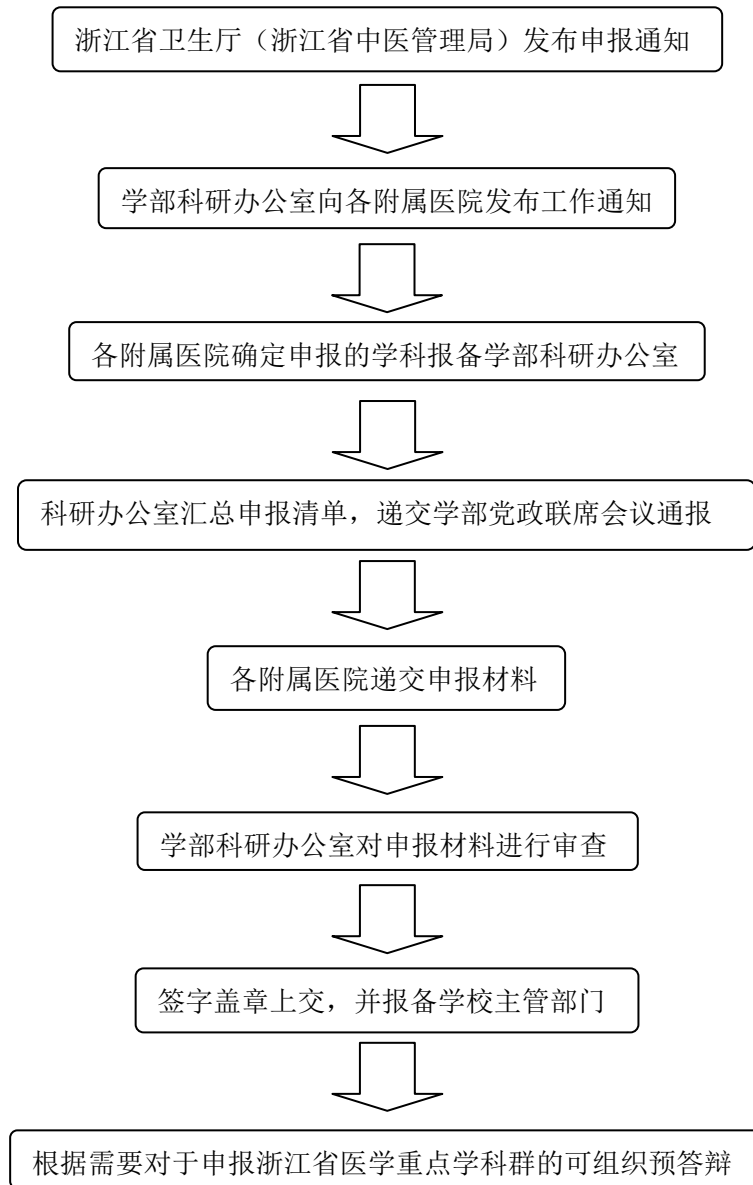 浙江省卫生厅（浙江省中医管理局）发布申报通知
学部科研办公室向各附属医院发布工作通知
各附属医院确定申报的学科报备学部科研办公室
科研办公室汇总申报清单，递交学部党政联席会议通报
各附属医院递交申报材料
学部科研办公室对申报材料进行审查
签字盖章上交，并报备学校主管部门
根据需要对于申报浙江省医学重点学科群的可组织预答辩